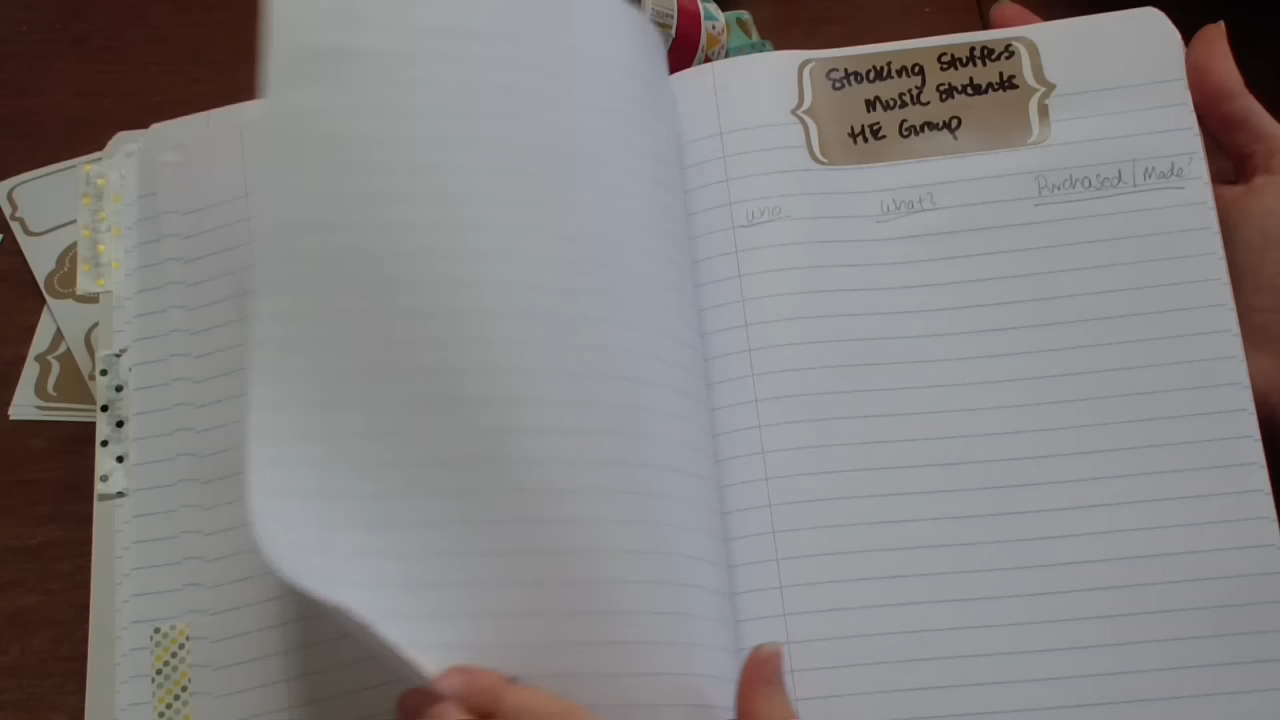 Stocking Stuffers
Music Students
HE Group
Who What? Purchased | Made?